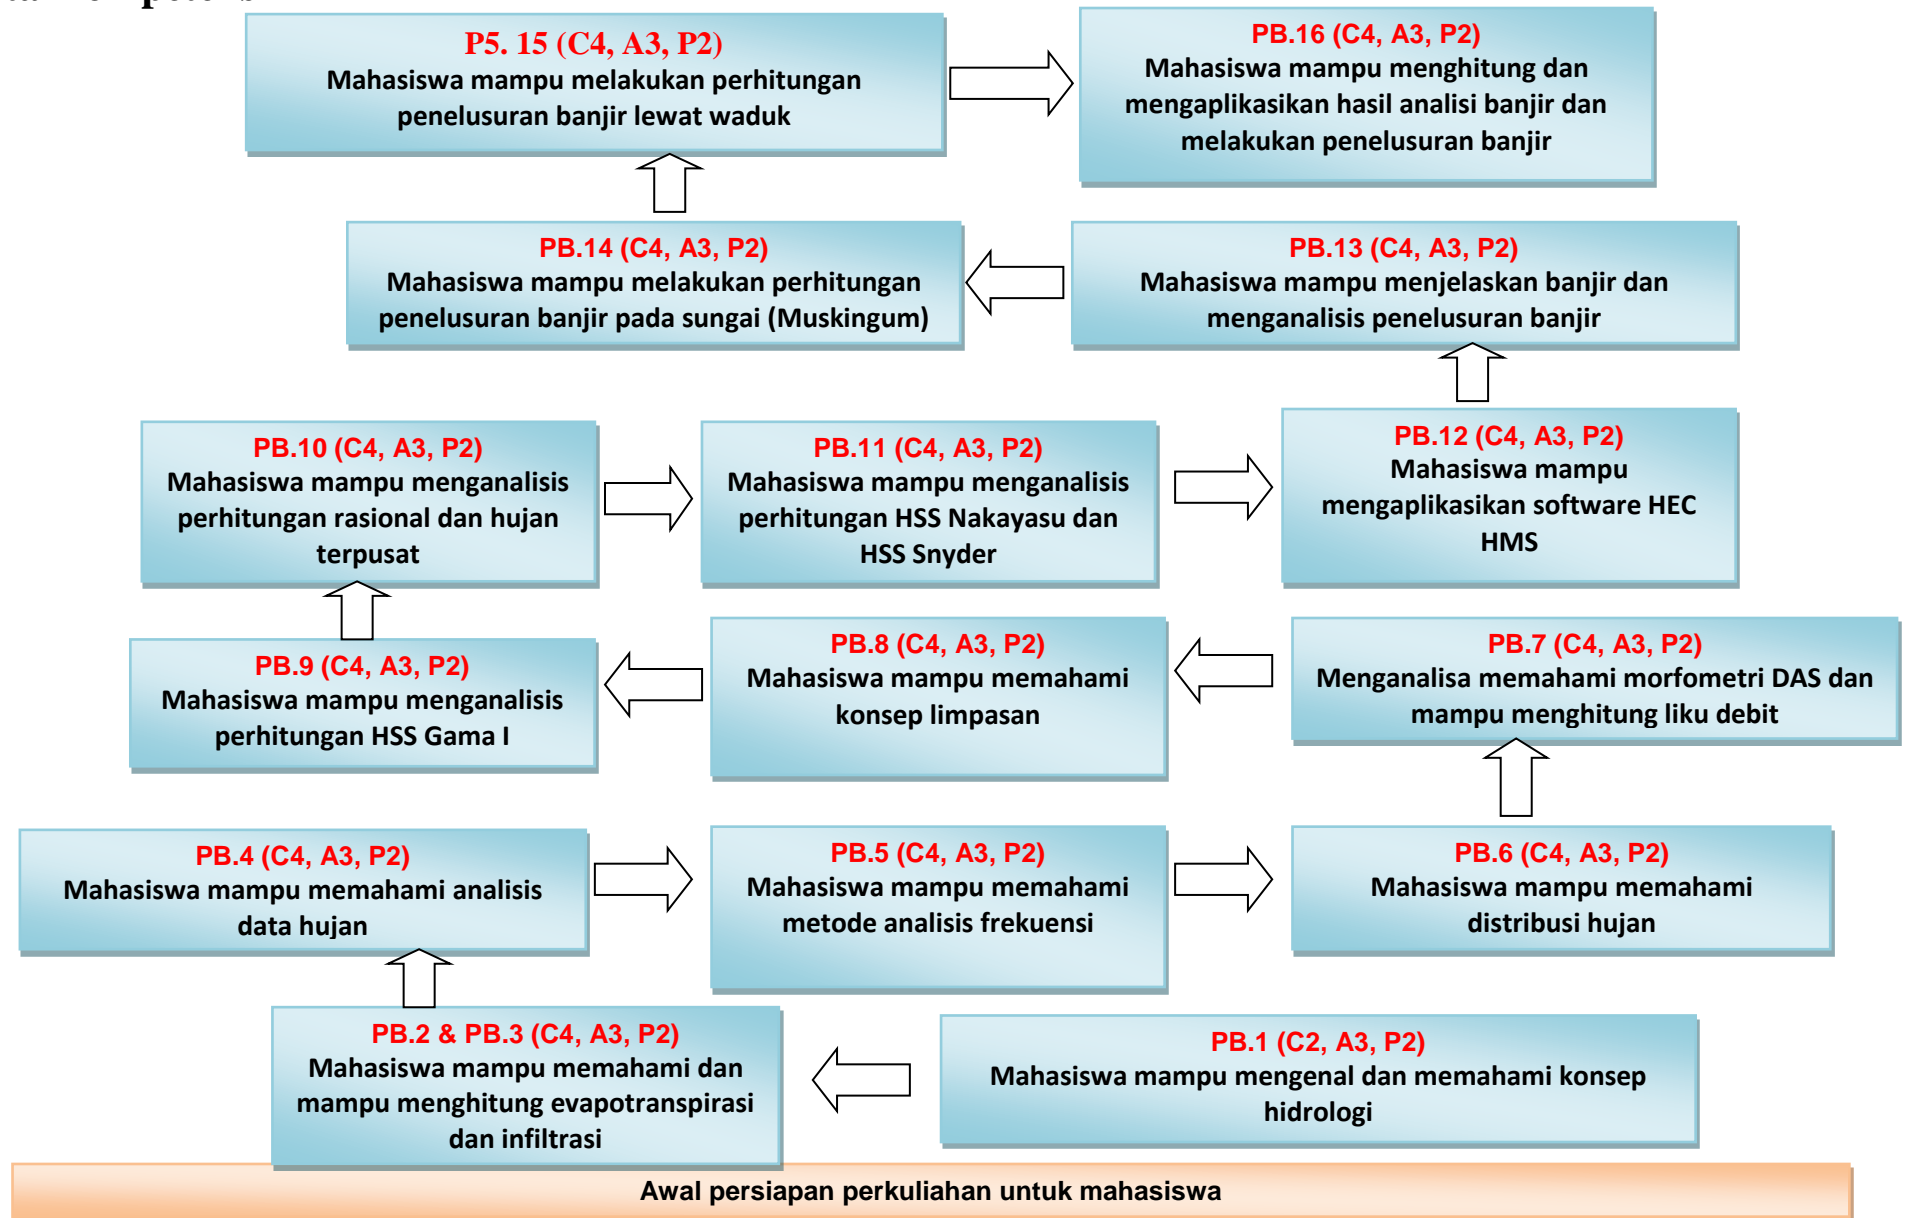 P5. 15 (C4, A3, P2)
Mahasiswa mampu melakukan perhitungan
penelusuran banjir lewat waduk
PB.16 (C4, A3, P2)
Mahasiswa mampu menghitung dan
mengaplikasikan hasil analisi banjir dan
melakukan penelusuran banjir
PB.14 (C4, A3, P2)
Mahasiswa mampu melakukan perhitungan
penelusuran banjir pada sungai (Muskingum)
PB.13 (C4, A3, P2)
Mahasiswa mampu menjelaskan banjir dan
menganalisis penelusuran banjir
PB.10 (C4, A3, P2)
Mahasiswa mampu menganalisis
perhitungan rasional dan hujan
terpusat
PB.11 (C4, A3, P2)
Mahasiswa mampu menganalisis
perhitungan HSS Nakayasu dan
HSS Snyder
PB.12 (C4, A3, P2)
Mahasiswa mampu
mengaplikasikan software HEC
HMS
PB.9 (C4, A3, P2)
Mahasiswa mampu menganalisis
perhitungan HSS Gama I
PB.8 (C4, A3, P2)
Mahasiswa mampu memahami
konsep limpasan
PB.7 (C4, A3, P2)
Menganalisa memahami morfometri DAS dan
mampu menghitung liku debit
PB.4 (C4, A3, P2)
Mahasiswa mampu memahami analisis
data hujan
PB.5 (C4, A3, P2)
Mahasiswa mampu memahami
metode analisis frekuensi
PB.6 (C4, A3, P2)
Mahasiswa mampu memahami
distribusi hujan
PB.2 & PB.3 (C4, A3, P2)
Mahasiswa mampu memahami dan
mampu menghitung evapotranspirasi
dan infiltrasi
PB.1 (C2, A3, P2)
Mahasiswa mampu mengenal dan memahami konsep
hidrologi
Awal persiapan perkuliahan untuk mahasiswa